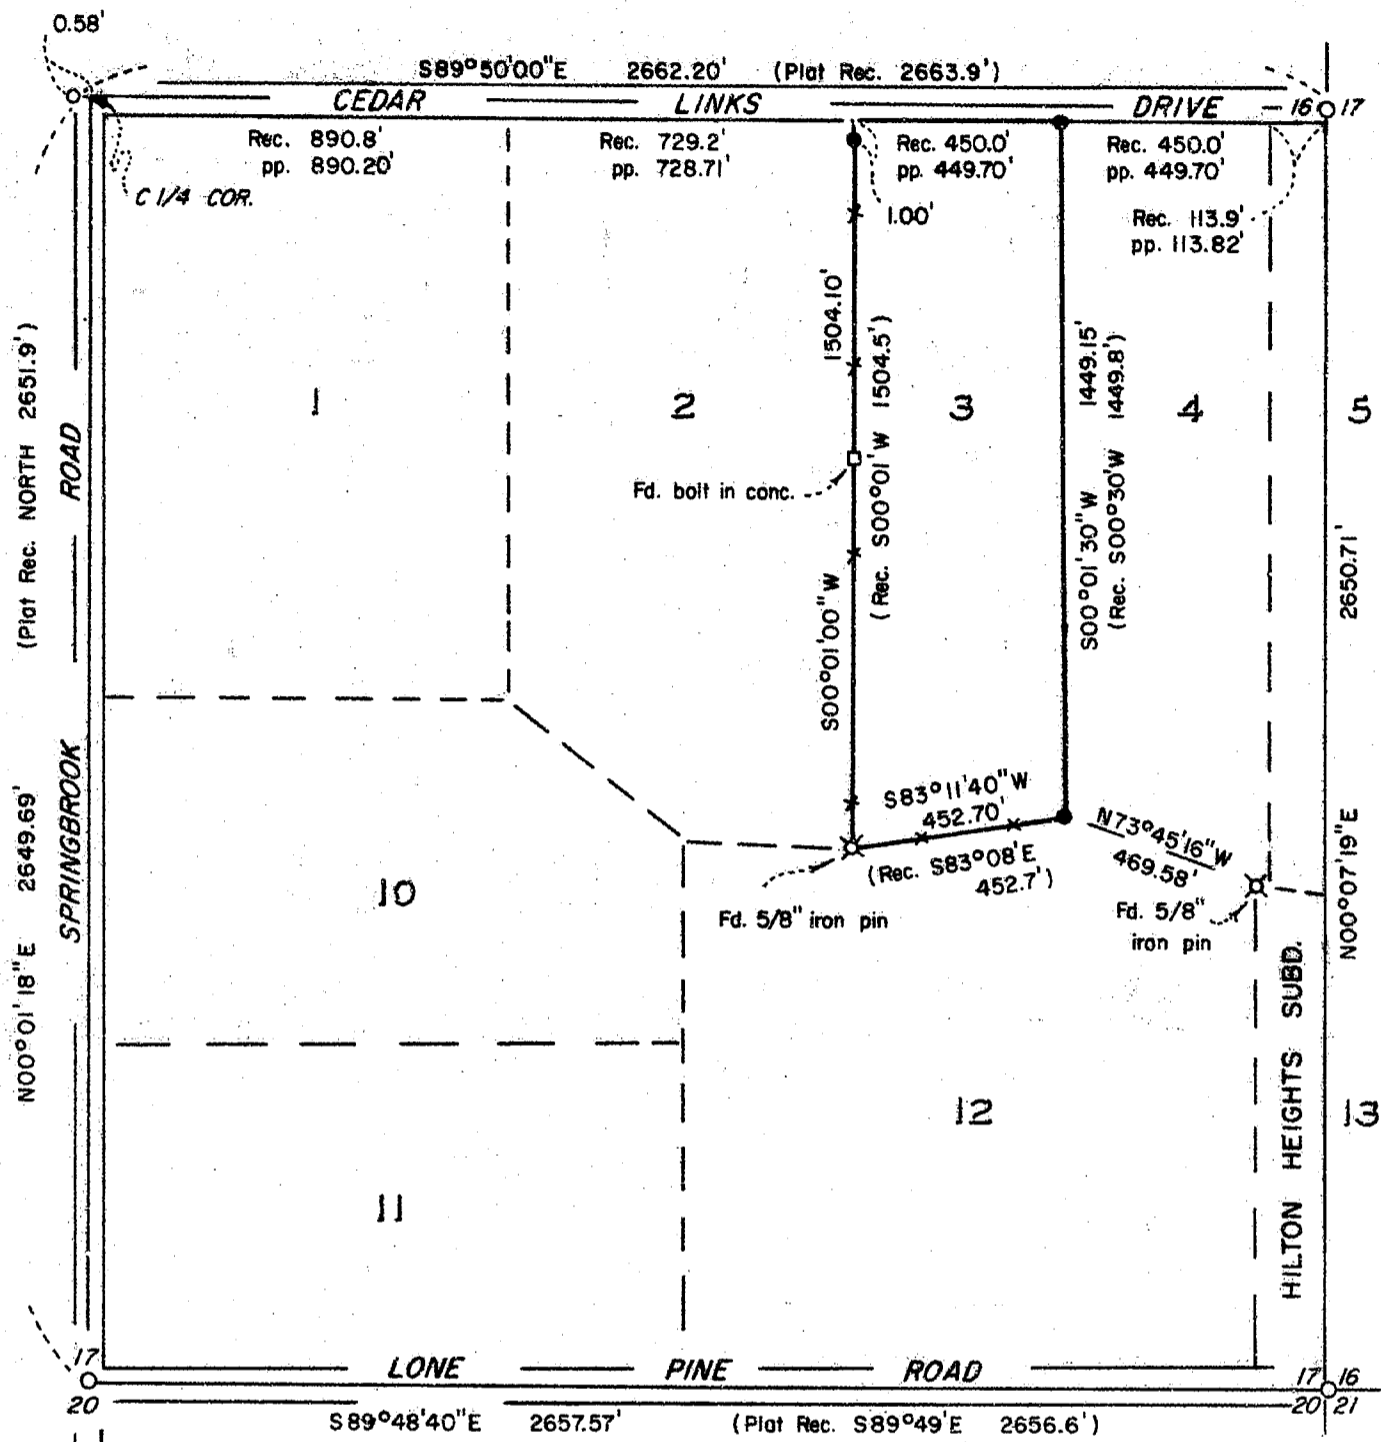 0.58'
S89°50'00"E 2662.20' (Plat Rec. 2663.9')
CEDAR LINKS DRIVE
16 17
Rec. 890.8'
pp. 890.20'
Rec. 729.2'
pp. 728.71'
Rec. 450.0'
pp. 449.70'
Rec. 450.0'
pp. 449.70'
C 1/4 COR.
1.00'
Rec. 113.9'
pp. 113.82'
(Plat Rec. NORTH 2651.9')
N00°01'18"E 2649.69'
SPRINGBROOK ROAD
1
2
3
4
5
S00°01'00"W 1504.10'
(Rec. S00°01'W 1504.5')
S00°01'30"W 1449.15'
(Rec. S00°30'W 1449.8')
Fd. bolt in conc.
N00°07'19"E 2650.71'
S83°11'40"W
452.70'
(Rec. S83°08'E
452.7')
N73°45'16"W
469.58'
Fd. 5/8" iron pin
Fd. 5/8"
iron pin
10
HILTON HEIGHTS SUBD.
12
13
11
17
LONE PINE ROAD
17 16
20
20 21
S89°48'40"E 2657.57' (Plat Rec. S89°49'E 2656.6')